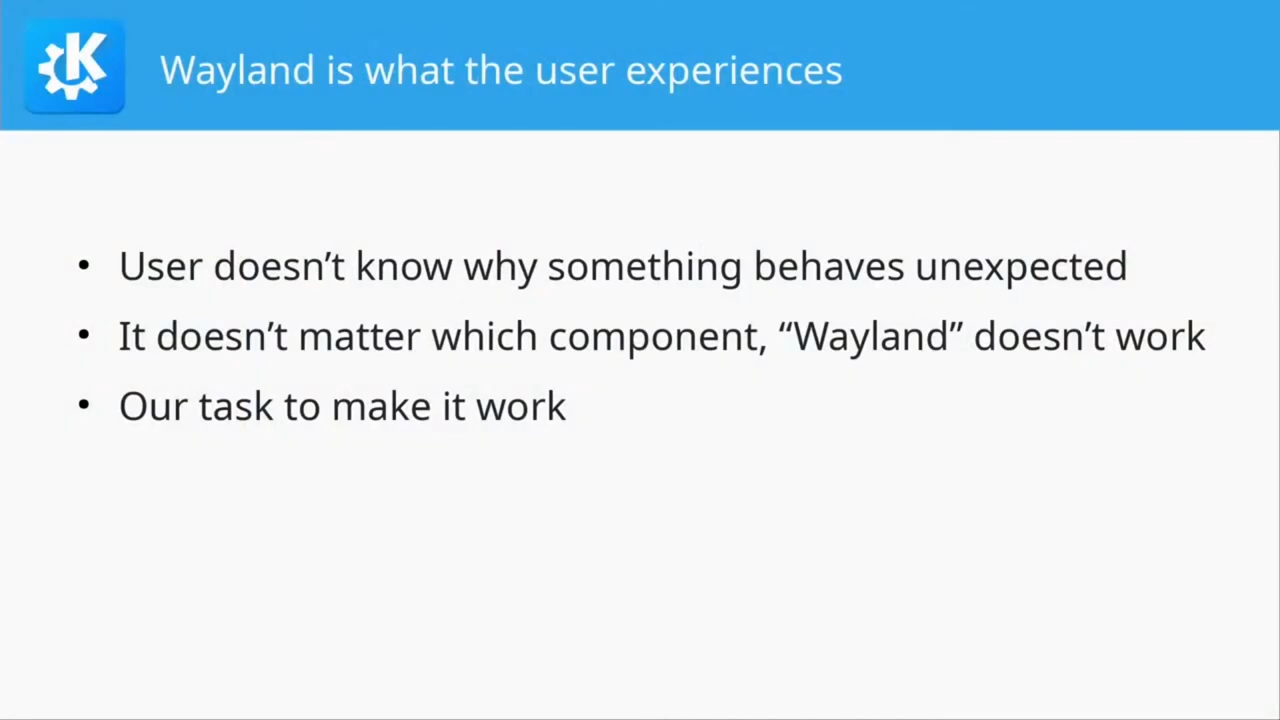 Wayland is what the user experiences
• User doesn’t know why something behaves unexpected
• It doesn’t matter which component, “Wayland” doesn’t work
• Our task to make it work